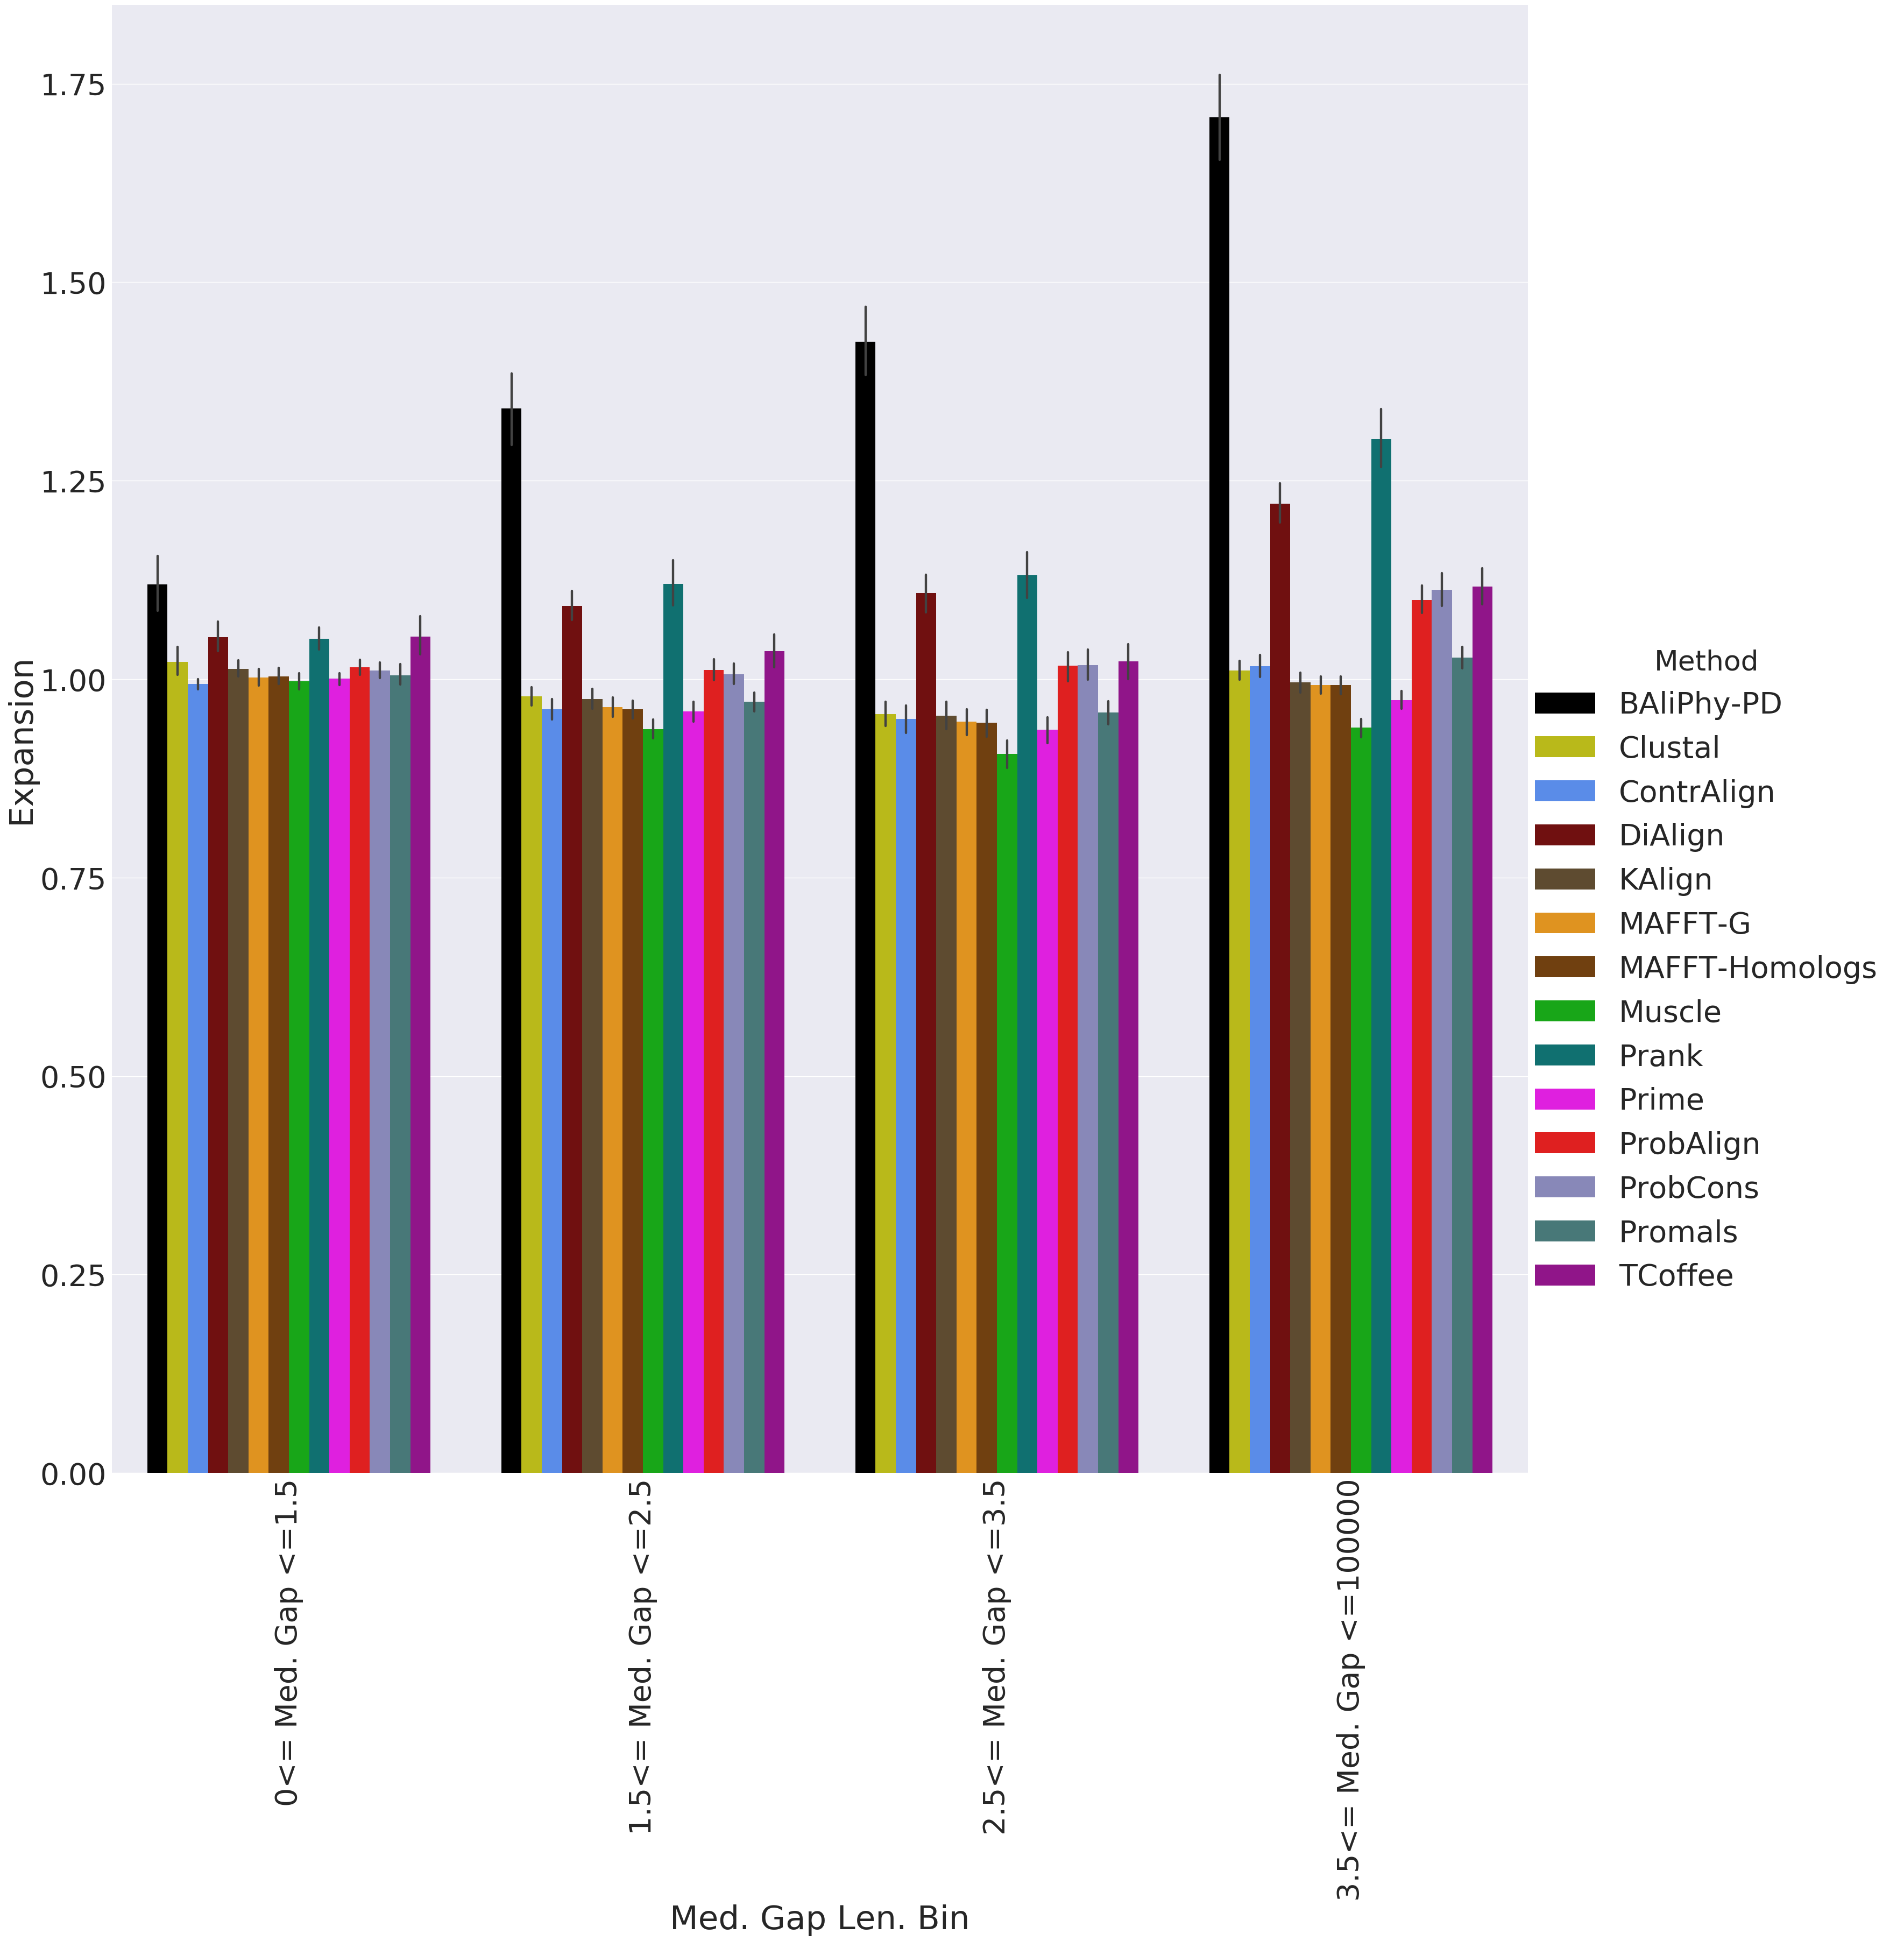 1.75
1.50
1.25
1.00
0.75
0.50
0.25
0.00
Expansion
0<= Med. Gap <=1.5
1.5<= Med. Gap <=2.5
2.5<= Med. Gap <=3.5
3.5<= Med. Gap <=100000
Med. Gap Len. Bin
Method
BAliPhy-PD
Clustal
ContrAlign
DiAlign
KAlign
MAFFT-G
MAFFT-Homologs
Muscle
Prank
Prime
ProbAlign
ProbCons
Promals
TCoffee